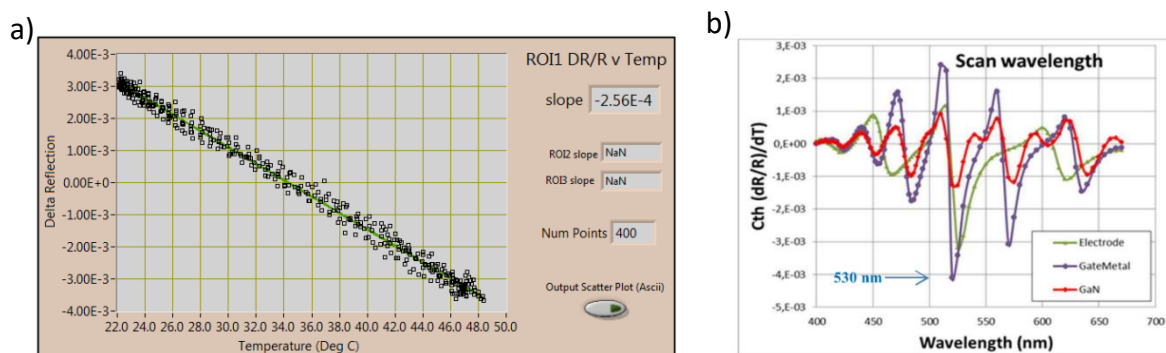 a)
ROI1 DR/R v Temp
slope -2.56E-4
ROI2 slope NaN
ROI3 slope NaN
Num Points 400
Output Scatter Plot (Ascii)
Delta Reflection
4.00E-3
3.00E-3
2.00E-3
1.00E-3
0.00E+0
-1.00E-3
-2.00E-3
-3.00E-3
-4.00E-3
22.0 24.0 26.0 28.0 30.0 32.0 34.0 36.0 38.0 40.0 42.0 44.0 46.0 48.0 50.0
Temperature (Deg C)
b)
Scan wavelength
Cth (dR/R)/dT
3,E-03
2,E-03
1,E-03
0,E+00
-1,E-03
-2,E-03
-3,E-03
-4,E-03
-5,E-03
530 nm
Electrode
GateMetal
GaN
400 450 500 550 600 650 700
Wavelength (nm)